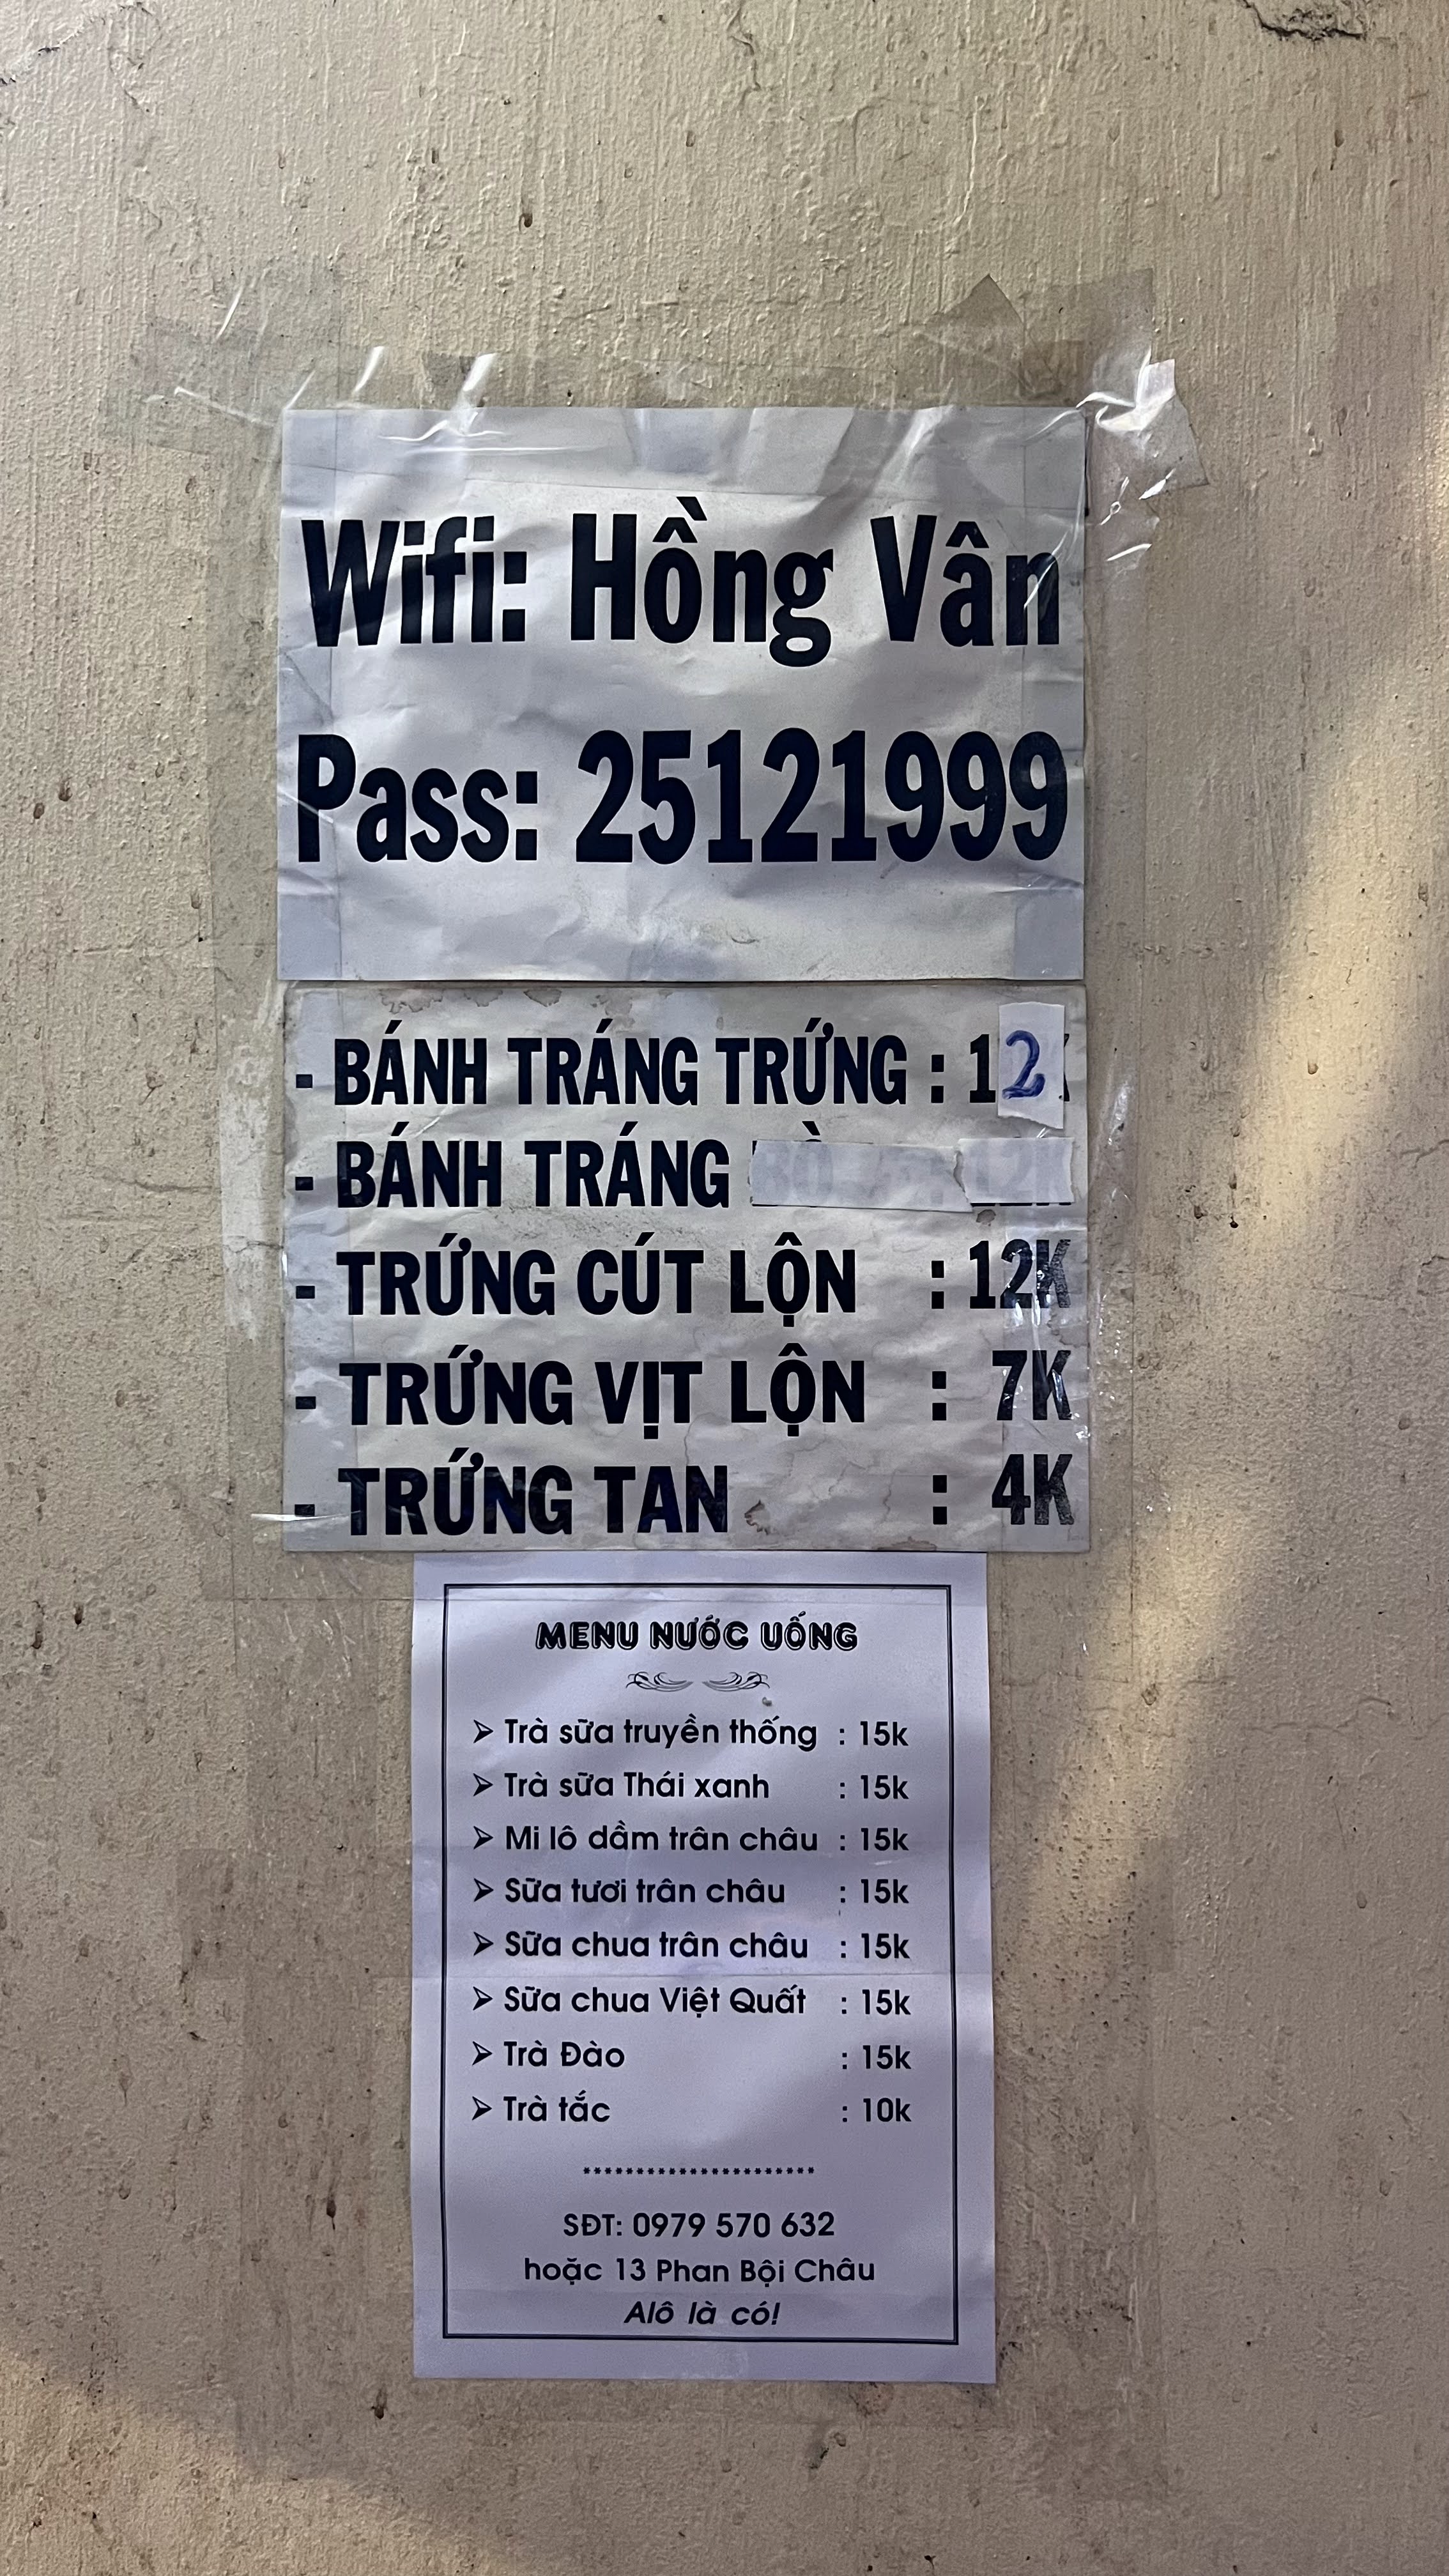 Wifi: Hồng Vân
Pass: 25121999
- BÁNH TRÁNG TRỨNG : 12K
- BÁNH TRÁNG
- TRỨNG CÚT LỘN : 12K
- TRỨNG VỊT LỘN : 7K
- TRỨNG TAN : 4K
MENU NƯỚC UỐNG
➢ Trà sữa truyền thống : 15k
➢ Trà sữa Thái xanh : 15k
➢ Mi lô dầm trân châu : 15k
➢ Sữa tươi trân châu : 15k
➢ Sữa chua trân châu : 15k
➢ Sữa chua Việt Quất : 15k
➢ Trà Đào : 15k
➢ Trà tắc : 10k
**********************
SĐT: 0979 570 632
hoặc 13 Phan Bội Châu
Alô là có!